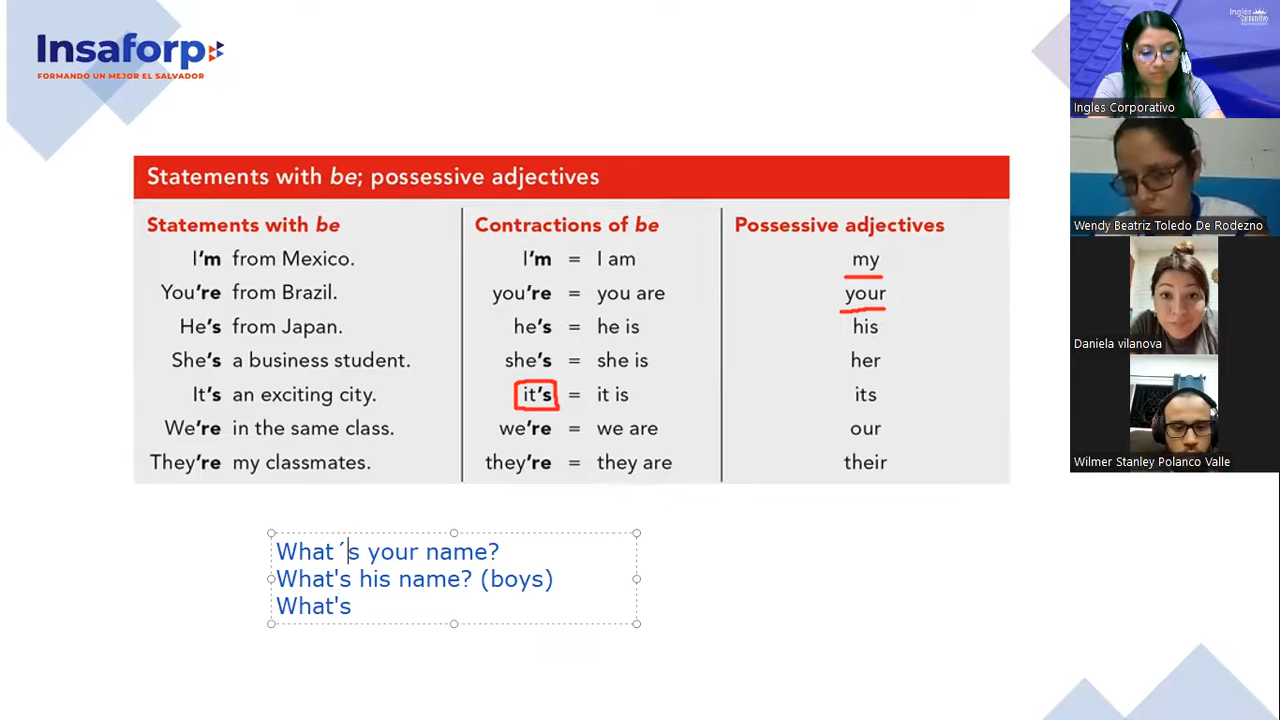 Insaforp
FORMANDO UN MEJOR EL SALVADOR
Statements with be; possessive adjectives
Statements with be Contractions of be Possessive adjectives
I'm from Mexico. I'm = I am my
You're from Brazil. you're = you are your
He's from Japan. he's = he is his
She's a business student. she's = she is her
It's an exciting city. it's = it is its
We're in the same class. we're = we are our
They're my classmates. they're = they are their
What´s your name?
What's his name? (boys)
What's
Ingles Corporativo
Wendy Beatriz Toledo De Rodezno
Daniela vilanova
Wilmer Stanley Polanco Valle